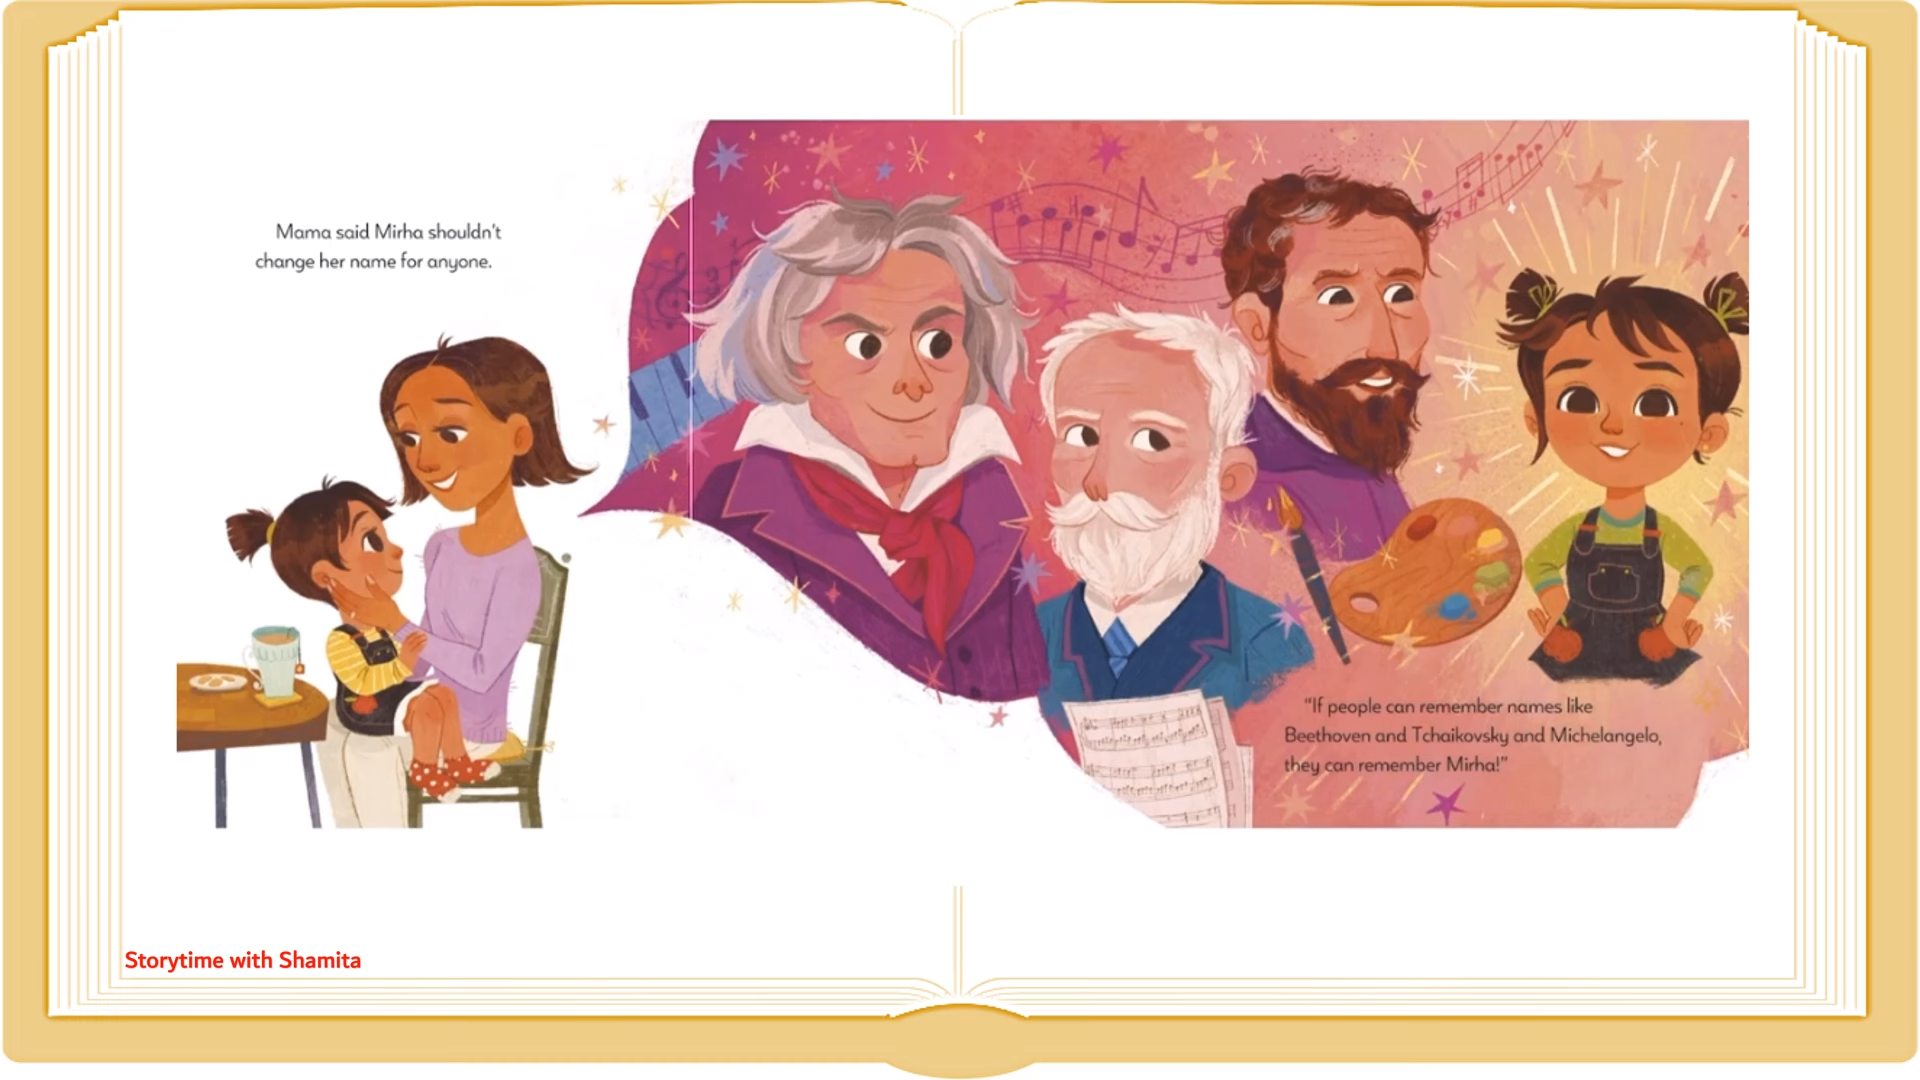 Mama said Mirha shouldn't
change her name for anyone.
"If people can remember names like
Beethoven and Tchaikovsky and Michelangelo,
they can remember Mirha!"
Storytime with Shamita